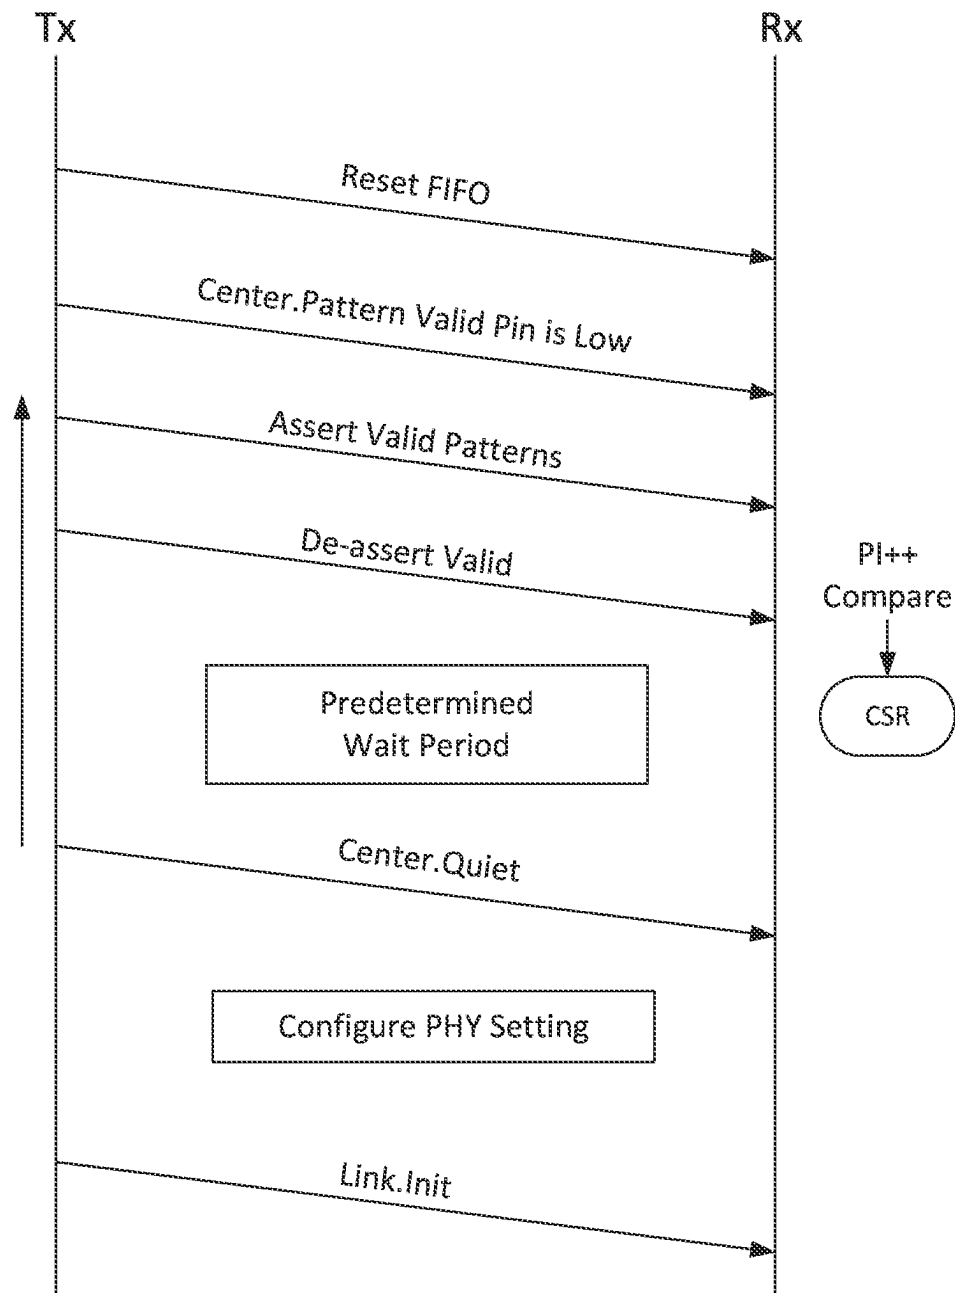 Tx
Rx
Reset FIFO
Center.Pattern Valid Pin is Low
Assert Valid Patterns
De-assert Valid
PI++
Compare
Predetermined
Wait Period
CSR
Center.Quiet
Configure PHY Setting
Link.Init